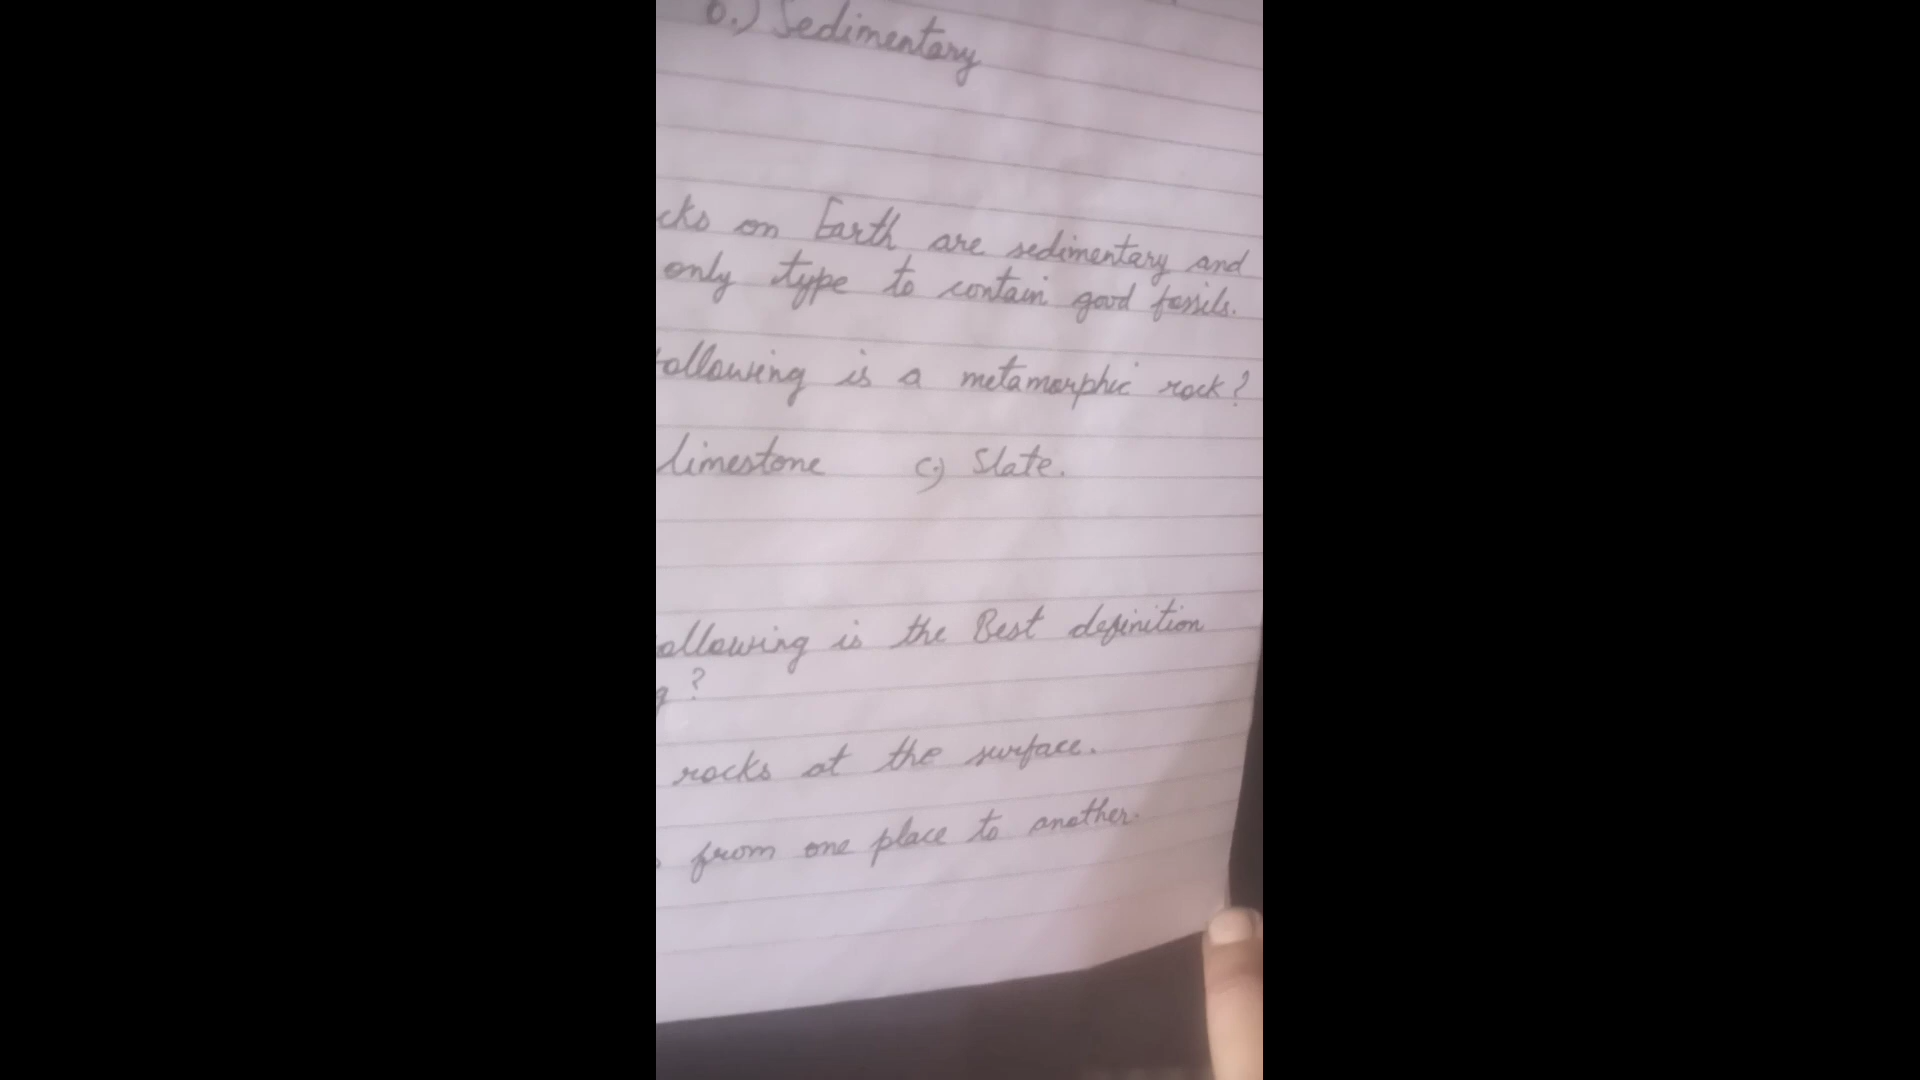 b.) Sedimentary
cks on Earth are sedimentary and
only type to contain good fossils.
ollowing is a metamorphic rock?
limestone c) Slate.
ollowing is the Best definition
g?
rocks at the surface.
from one place to another.